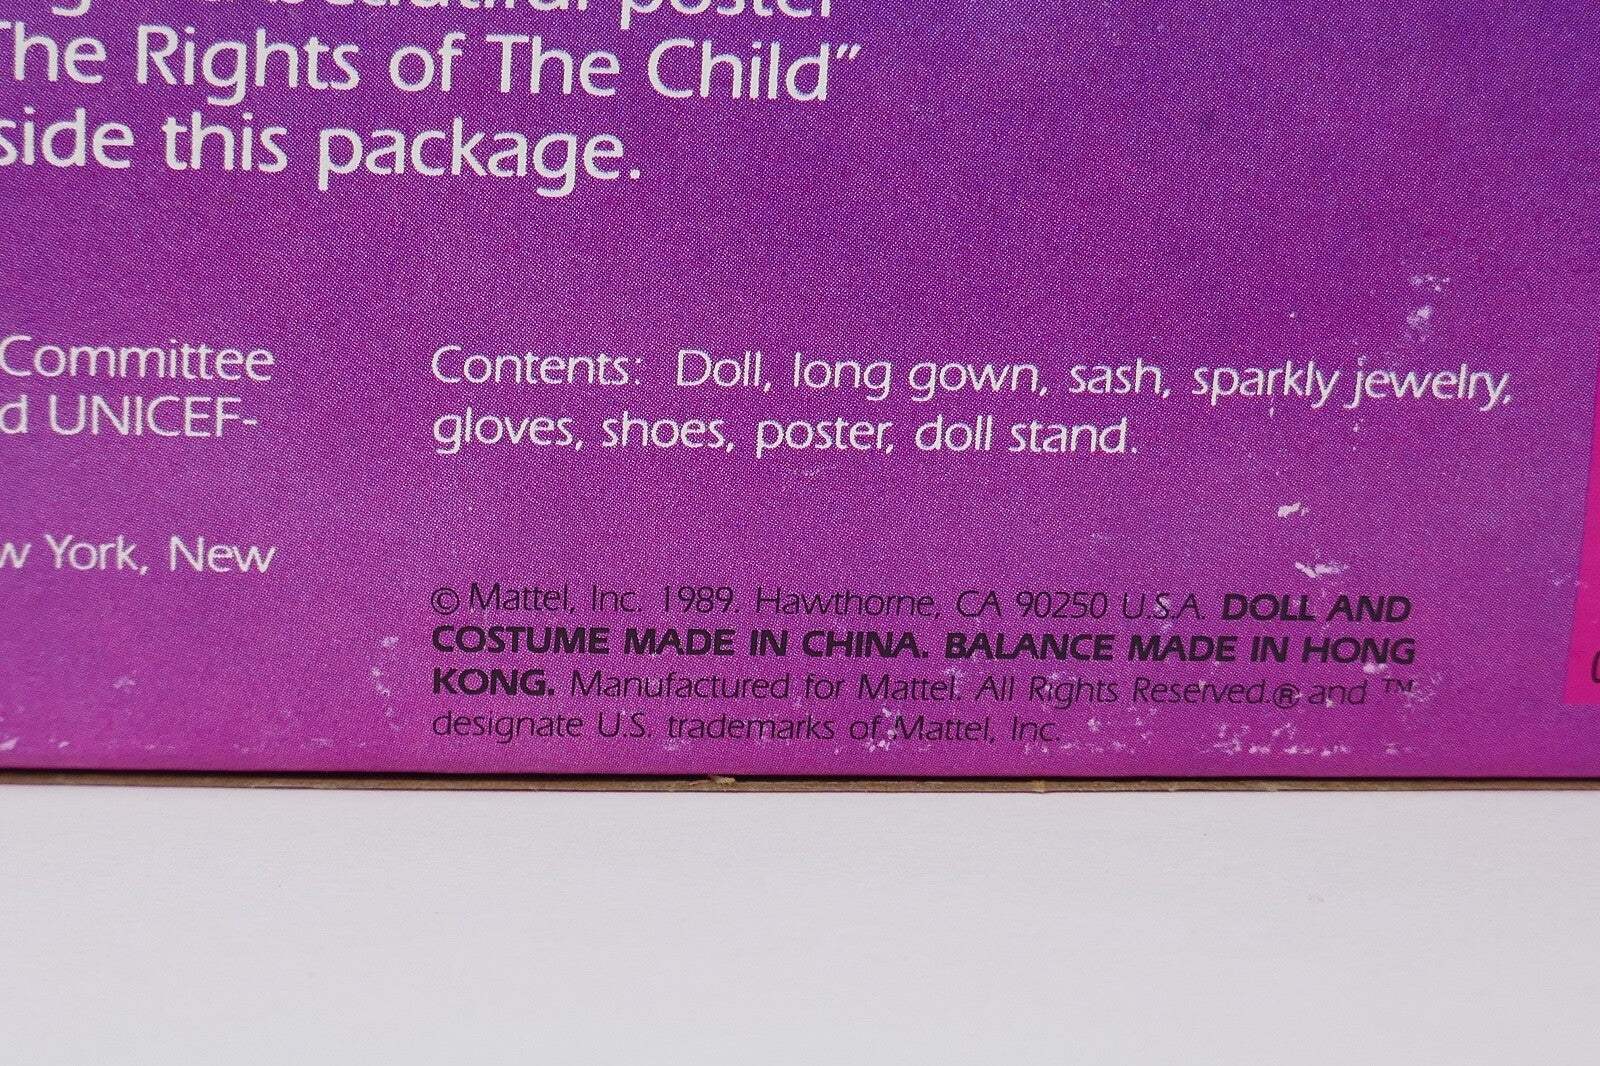 beautiful poster
The Rights of The Child”
side this package.
Committee
d UNICEF-
w York, New
Contents: Doll, long gown, sash, sparkly jewelry,
gloves, shoes, poster, doll stand.
© Mattel, Inc. 1989. Hawthorne, CA 90250 U.S.A. DOLL AND
COSTUME MADE IN CHINA. BALANCE MADE IN HONG
KONG. Manufactured for Mattel. All Rights Reserved.® and ™
designate U.S. trademarks of Mattel, Inc.